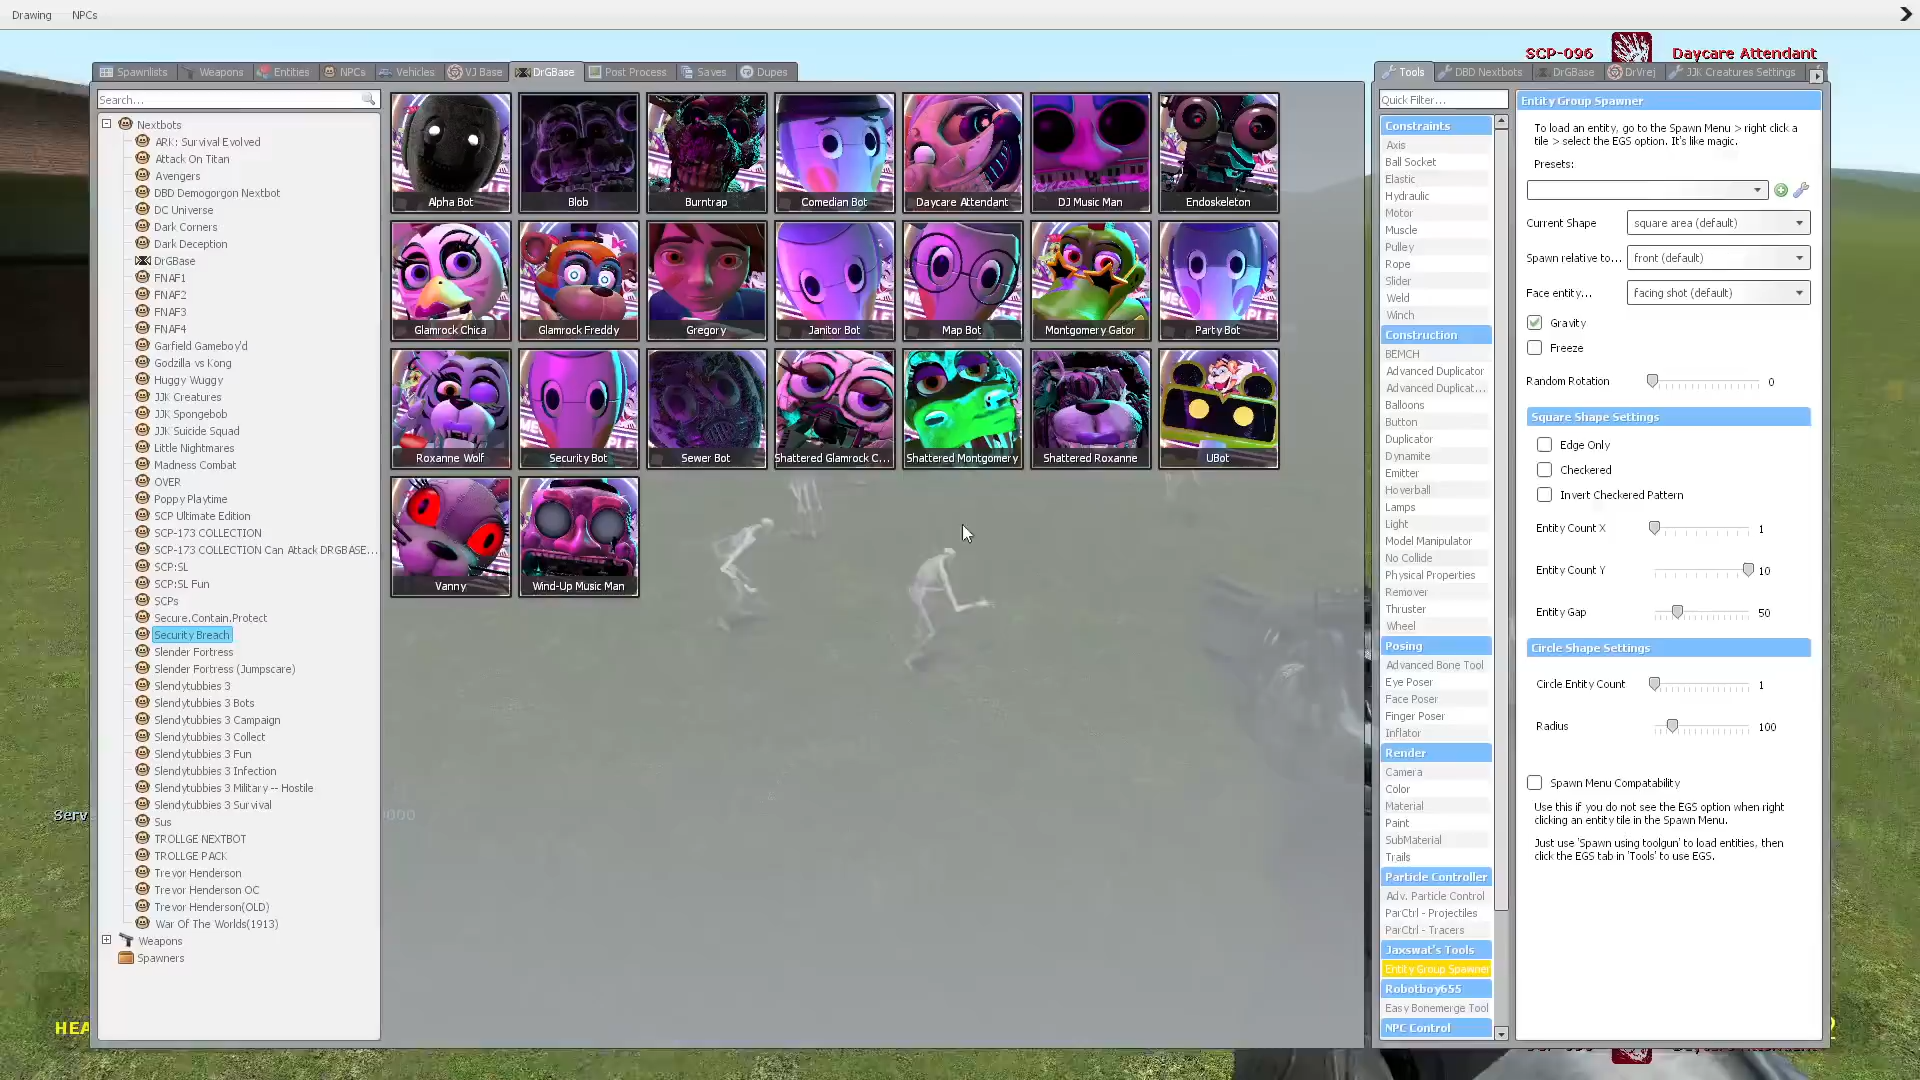 Drawing NPCs
SCP-096 Daycare Attendant
Spawnlists Weapons Entities NPCs Vehicles VJ Base DrGBase Post Process Saves Dupes
Search...
Nextbots
ARK: Survival Evolved
Attack On Titan
Avengers
DBD Demogorgon Nextbot
DC Universe
Dark Corners
Dark Deception
DrGBase
FNAF1
FNAF2
FNAF3
FNAF4
Garfield Gameboy'd
Godzilla vs Kong
Huggy Wuggy
JJK Creatures
JJK Spongebob
JJK Suicide Squad
Little Nightmares
Madness Combat
OVER
Poppy Playtime
SCP Ultimate Edition
SCP-173 COLLECTION
SCP-173 COLLECTION Can Attack DRGBASE...
SCP:SL
SCP:SL Fun
SCPs
Secure.Contain.Protect
Security Breach
Slender Fortress
Slender Fortress (Jumpscare)
Slendytubbies 3
Slendytubbies 3 Bots
Slendytubbies 3 Campaign
Slendytubbies 3 Collect
Slendytubbies 3 Fun
Slendytubbies 3 Infection
Slendytubbies 3 Military -- Hostile
Slendytubbies 3 Survival
Sus
TROLLGE NEXTBOT
TROLLGE PACK
Trevor Henderson
Trevor Henderson OC
Trevor Henderson(OLD)
War Of The Worlds(1913)
Weapons
Spawners
Alpha Bot Blob Burntrap Comedian Bot Daycare Attendant DJ Music Man Endoskeleton
Glamrock Chica Glamrock Freddy Gregory Janitor Bot Map Bot Montgomery Gator Party Bot
Roxanne Wolf Security Bot Sewer Bot Shattered Glamrock C... Shattered Montgomery Shattered Roxanne UBot
Vanny Wind-Up Music Man
Serv
000
HEA
Tools DBD Nextbots DrGBase DrVrej JJK Creatures Settings
Quick Filter...
Constraints
Axis
Ball Socket
Elastic
Hydraulic
Motor
Muscle
Pulley
Rope
Slider
Weld
Winch
Construction
BEMCH
Advanced Duplicator
Advanced Duplicat...
Balloons
Button
Duplicator
Dynamite
Emitter
Hoverball
Lamps
Light
Model Manipulator
No Collide
Physical Properties
Remover
Thruster
Wheel
Posing
Advanced Bone Tool
Eye Poser
Face Poser
Finger Poser
Inflator
Render
Camera
Color
Material
Paint
SubMaterial
Trails
Particle Controller
Adv. Particle Control
ParCtrl - Projectiles
ParCtrl - Tracers
Jaxswat's Tools
Entity Group Spawner
Robotboy655
Easy Bonemerge Tool
NPC Control
Entity Group Spawner
To load an entity, go to the Spawn Menu > right click a
tile > select the EGS option. It's like magic.
Presets:
Current Shape square area (default)
Spawn relative to... front (default)
Face entity... facing shot (default)
Gravity
Freeze
Random Rotation 0
Square Shape Settings
Edge Only
Checkered
Invert Checkered Pattern
Entity Count X 1
Entity Count Y 10
Entity Gap 50
Circle Shape Settings
Circle Entity Count 1
Radius 100
Spawn Menu Compatability
Use this if you do not see the EGS option when right
clicking an entity tile in the Spawn Menu.
Just use 'Spawn using toolgun' to load entities, then
click the EGS tab in 'Tools' to use EGS.